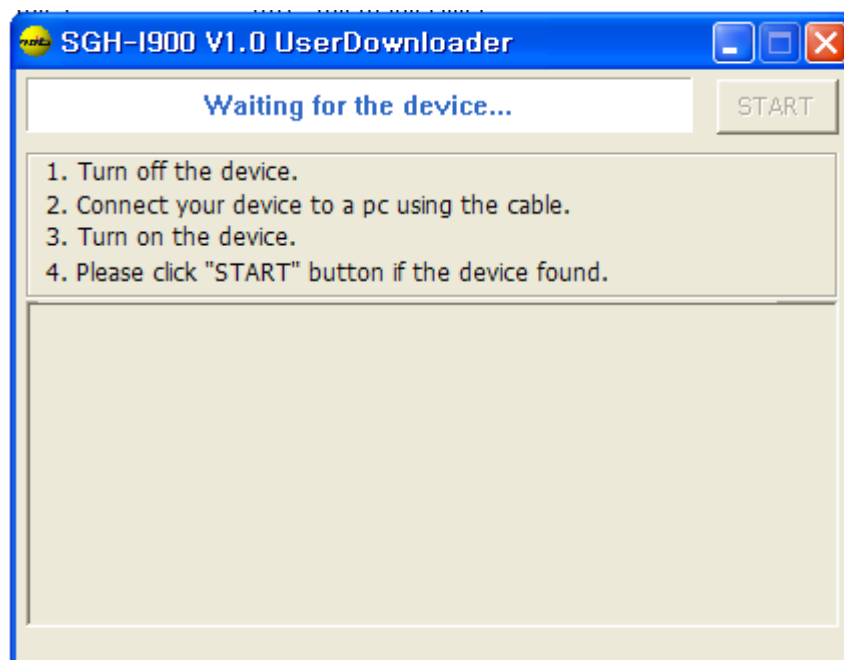 SGH-I900 V1.0 UserDownloader
Waiting for the device...
START
1. Turn off the device.
2. Connect your device to a pc using the cable.
3. Turn on the device.
4. Please click "START" button if the device found.